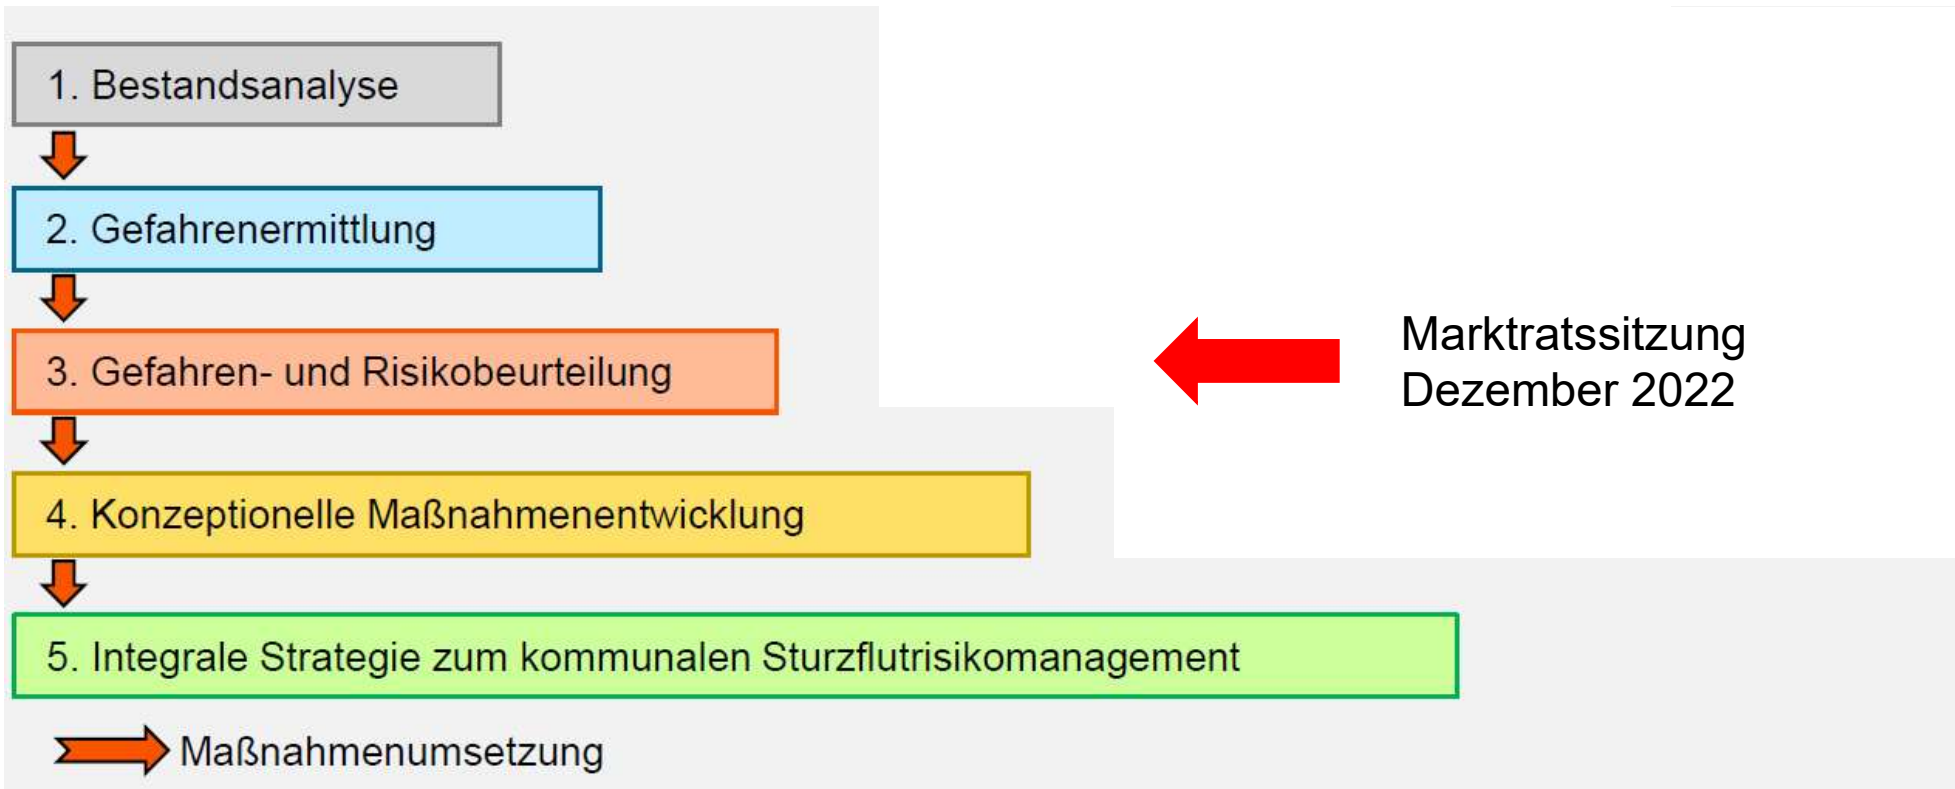 1. Bestandsanalyse
2. Gefahrenermittlung
3. Gefahren- und Risikobeurteilung
Marktratssitzung
Dezember 2022
4. Konzeptionelle Maßnahmenentwicklung
5. Integrale Strategie zum kommunalen Sturzflutrisikomanagement
Maßnahmenumsetzung